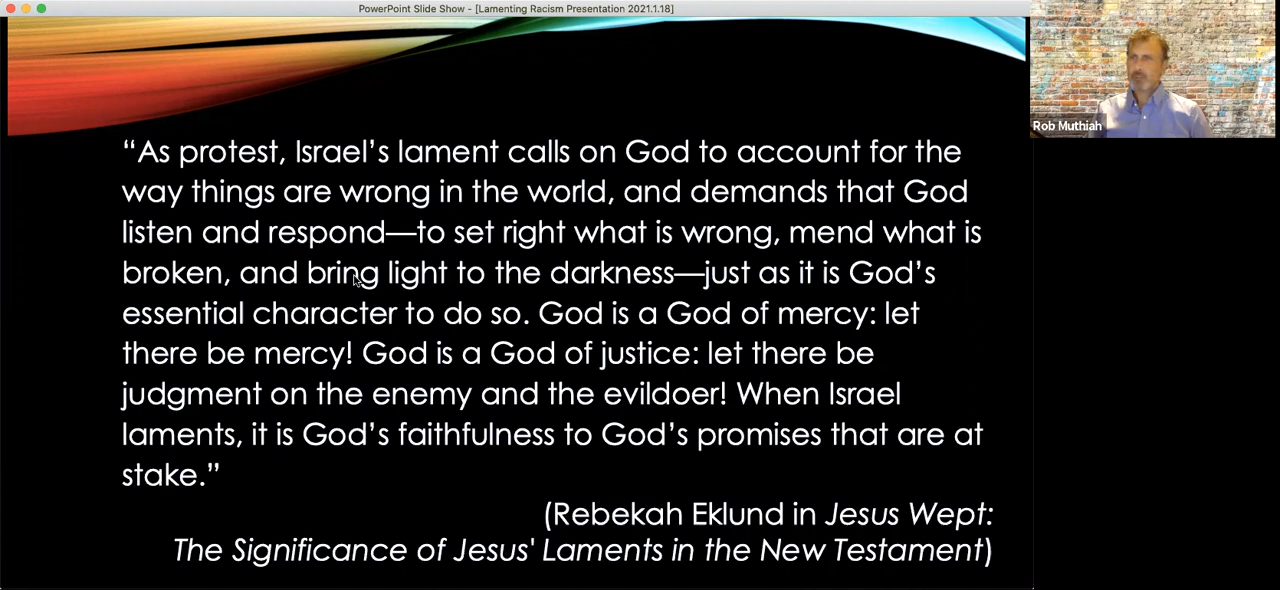 PowerPoint Slide Show - [Lamenting Racism Presentation 2021.1.18]
“As protest, Israel’s lament calls on God to account for the
way things are wrong in the world, and demands that God
listen and respond—to set right what is wrong, mend what is
broken, and bring light to the darkness—just as it is God’s
essential character to do so. God is a God of mercy: let
there be mercy! God is a God of justice: let there be
judgment on the enemy and the evildoer! When Israel
laments, it is God’s faithfulness to God’s promises that are at
stake.”
(Rebekah Eklund in Jesus Wept:
The Significance of Jesus' Laments in the New Testament)
Rob Muthiah